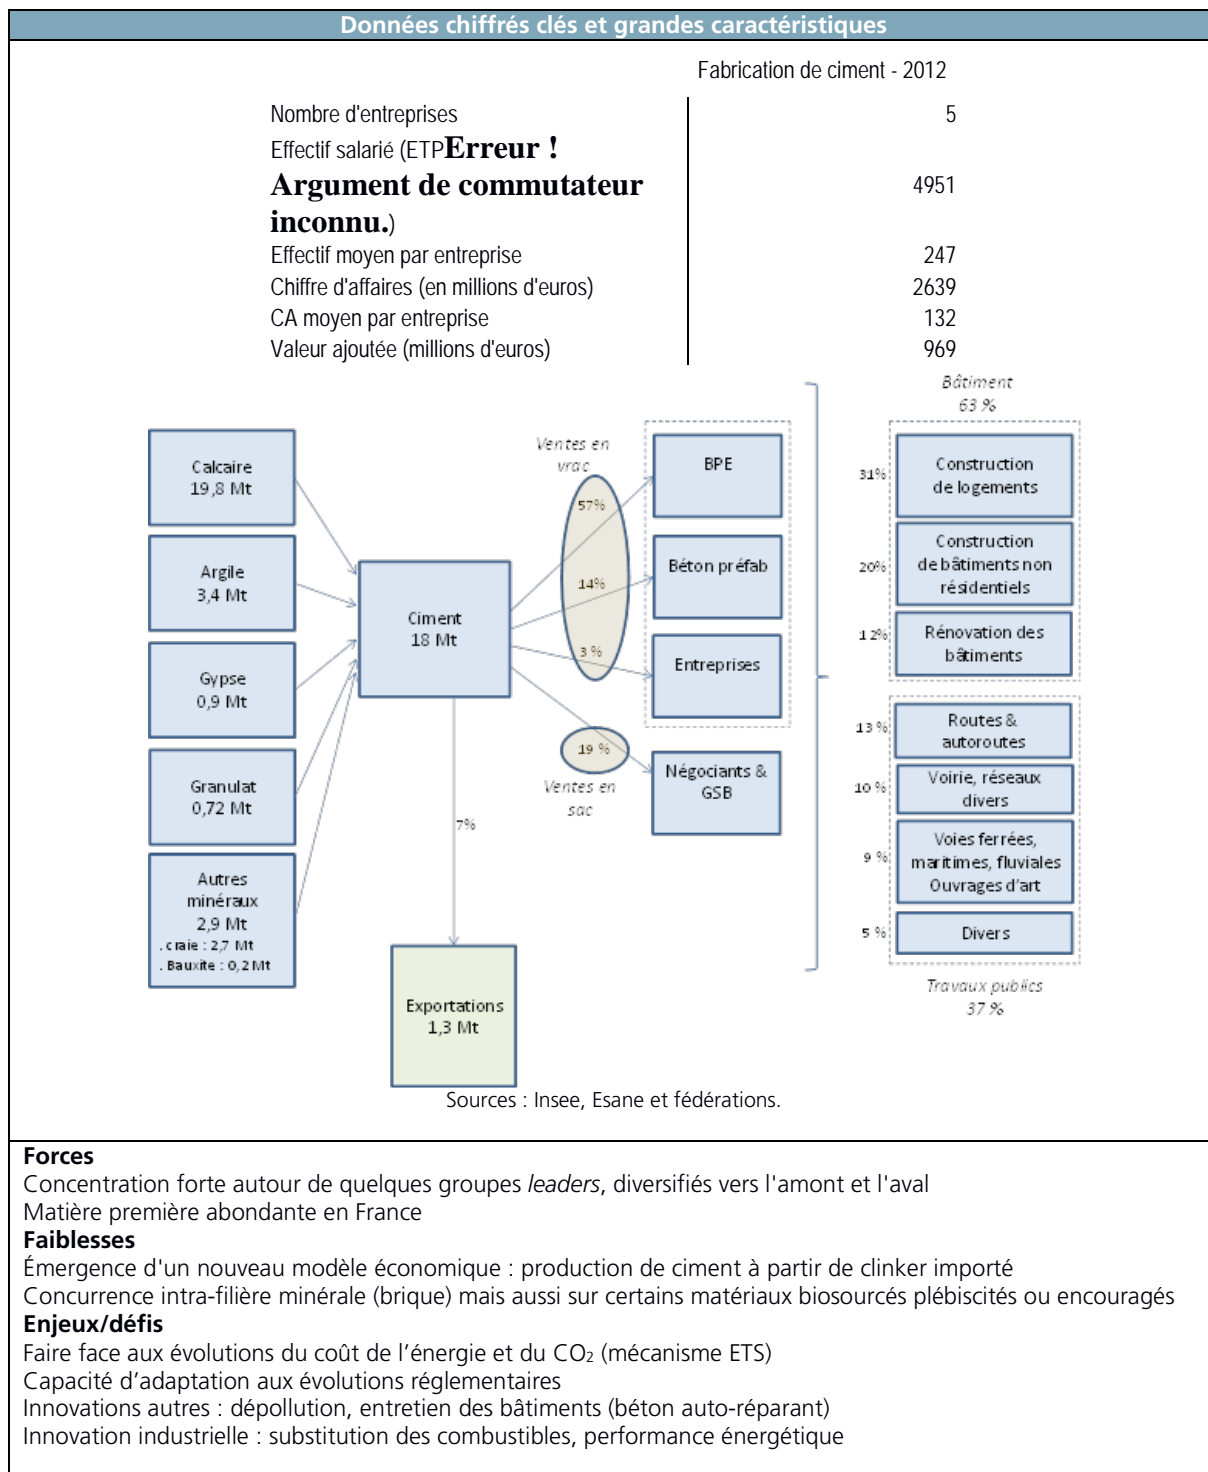 Données chiffrés clés et grandes caractéristiques
Fabrication de ciment - 2012
Nombre d'entreprises 5
Effectif salarié (ETPErreur !
Argument de commutateur 4951
inconnu.)
Effectif moyen par entreprise 247
Chiffre d'affaires (en millions d'euros) 2639
CA moyen par entreprise 132
Valeur ajoutée (millions d'euros) 969
Calcaire
19,8 Mt
Argile
3,4 Mt
Gypse
0,9 Mt
Granulat
0,72 Mt
Autres
minéraux
2,9 Mt
. craie : 2,7 Mt
. Bauxite : 0,2 Mt
Ciment
18 Mt
7%
Exportations
1,3 Mt
Ventes en
vrac
57%
14%
3 %
19 %
Ventes en
sac
BPE
Béton préfab
Entreprises
Négociants &
GSB
Bâtiment
63 %
31% Construction
de logements
Construction
20% de bâtiments non
résidentiels
12% Rénovation des
bâtiments
13 % Routes &
autoroutes
10 % Voirie, réseaux
divers
Voies ferrées,
9 % maritimes, fluviales
Ouvrages d'art
5 % Divers
Travaux publics
37 %
Sources : Insee, Esane et fédérations.
Forces
Concentration forte autour de quelques groupes leaders, diversifiés vers l'amont et l'aval
Matière première abondante en France
Faiblesses
Émergence d'un nouveau modèle économique : production de ciment à partir de clinker importé
Concurrence intra-filière minérale (brique) mais aussi sur certains matériaux biosourcés plébiscités ou encouragés
Enjeux/défis
Faire face aux évolutions du coût de l'énergie et du CO₂ (mécanisme ETS)
Capacité d'adaptation aux évolutions réglementaires
Innovations autres : dépollution, entretien des bâtiments (béton auto-réparant)
Innovation industrielle : substitution des combustibles, performance énergétique